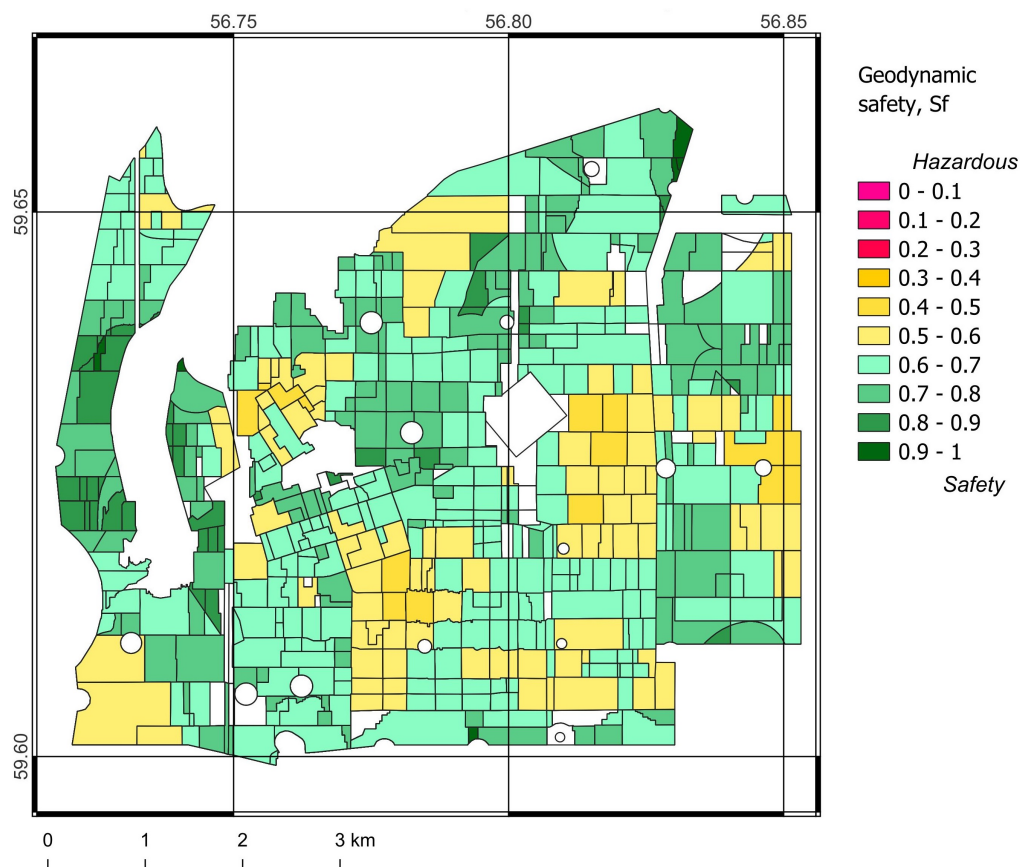 56.75 56.80 56.85
Geodynamic
safety, Sf
Hazardous
0 - 0.1
0.1 - 0.2
59.65
0.2 - 0.3
0.3 - 0.4
0.4 - 0.5
0.5 - 0.6
0.6 - 0.7
0.7 - 0.8
0.8 - 0.9
0.9 - 1
Safety
59.60
0 1 2 3 km